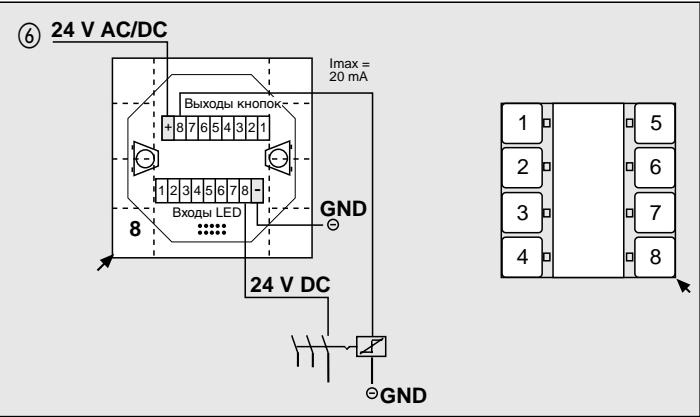 6 24 V AC/DC
Imax =
20 mA
Выходы кнопок
+ 8 7 6 5 4 3 2 1
1 2 3 4 5 6 7 8 -
Входы LED
8
GND
24 V DC
GND
1 5
2 6
3 7
4 8